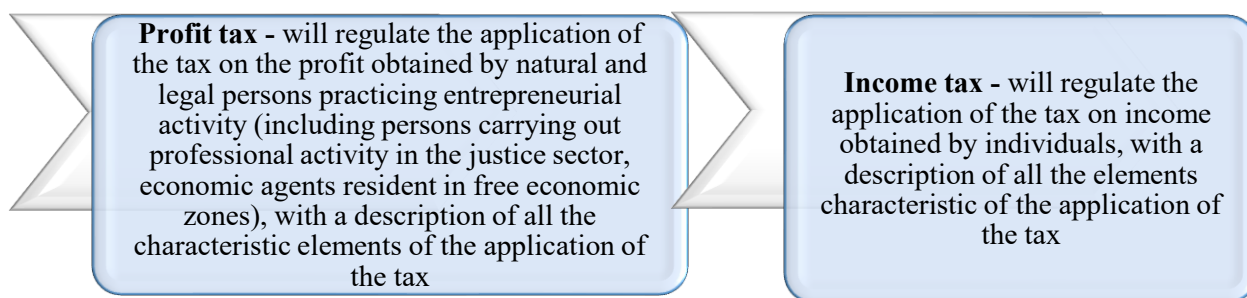 Profit tax - will regulate the application of
the tax on the profit obtained by natural and
legal persons practicing entrepreneurial
activity (including persons carrying out
professional activity in the justice sector,
economic agents resident in free economic
zones), with a description of all the
characteristic elements of the application of
the tax
Income tax - will regulate the
application of the tax on income
obtained by individuals, with a
description of all the elements
characteristic of the application of
the tax